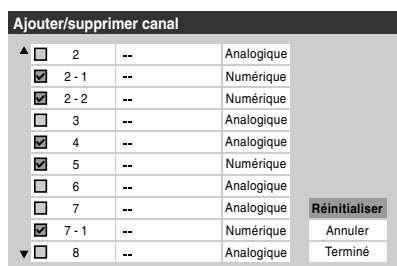 Ajouter/supprimer canal
2 -- Analogique
2 - 1 -- Numérique
2 - 2 -- Numérique
3 -- Analogique
4 -- Analogique
5 -- Numérique
6 -- Analogique
7 -- Analogique Réinitialiser
7 - 1 -- Numérique Annuler
8 -- Analogique Terminé